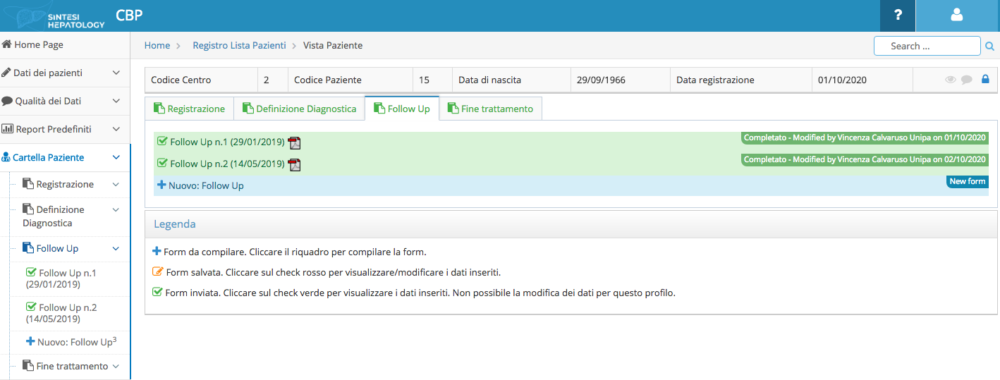 SINTESI
HEPATOLOGY
CBP
?
Home Page
Dati dei pazienti
Qualità dei Dati
Report Predefiniti
Cartella Paziente
Registrazione
Definizione
Diagnostica
Follow Up
Follow Up n.1
(29/01/2019)
Follow Up n.2
(14/05/2019)
Nuovo: Follow Up3
Fine trattamento
Home > Registro Lista Pazienti > Vista Paziente
Search ...
Codice Centro 2 Codice Paziente 15 Data di nascita 29/09/1966 Data registrazione 01/10/2020
Registrazione Definizione Diagnostica Follow Up Fine trattamento
Follow Up n.1 (29/01/2019) Completato - Modified by Vincenza Calvaruso Unipa on 01/10/2020
Follow Up n.2 (14/05/2019) Completato - Modified by Vincenza Calvaruso Unipa on 02/10/2020
Nuovo: Follow Up New form
Legenda
Form da compilare. Cliccare il riquadro per compilare la form.
Form salvata. Cliccare sul check rosso per visualizzare/modificare i dati inseriti.
Form inviata. Cliccare sul check verde per visualizzare i dati inseriti. Non possibile la modifica dei dati per questo profilo.